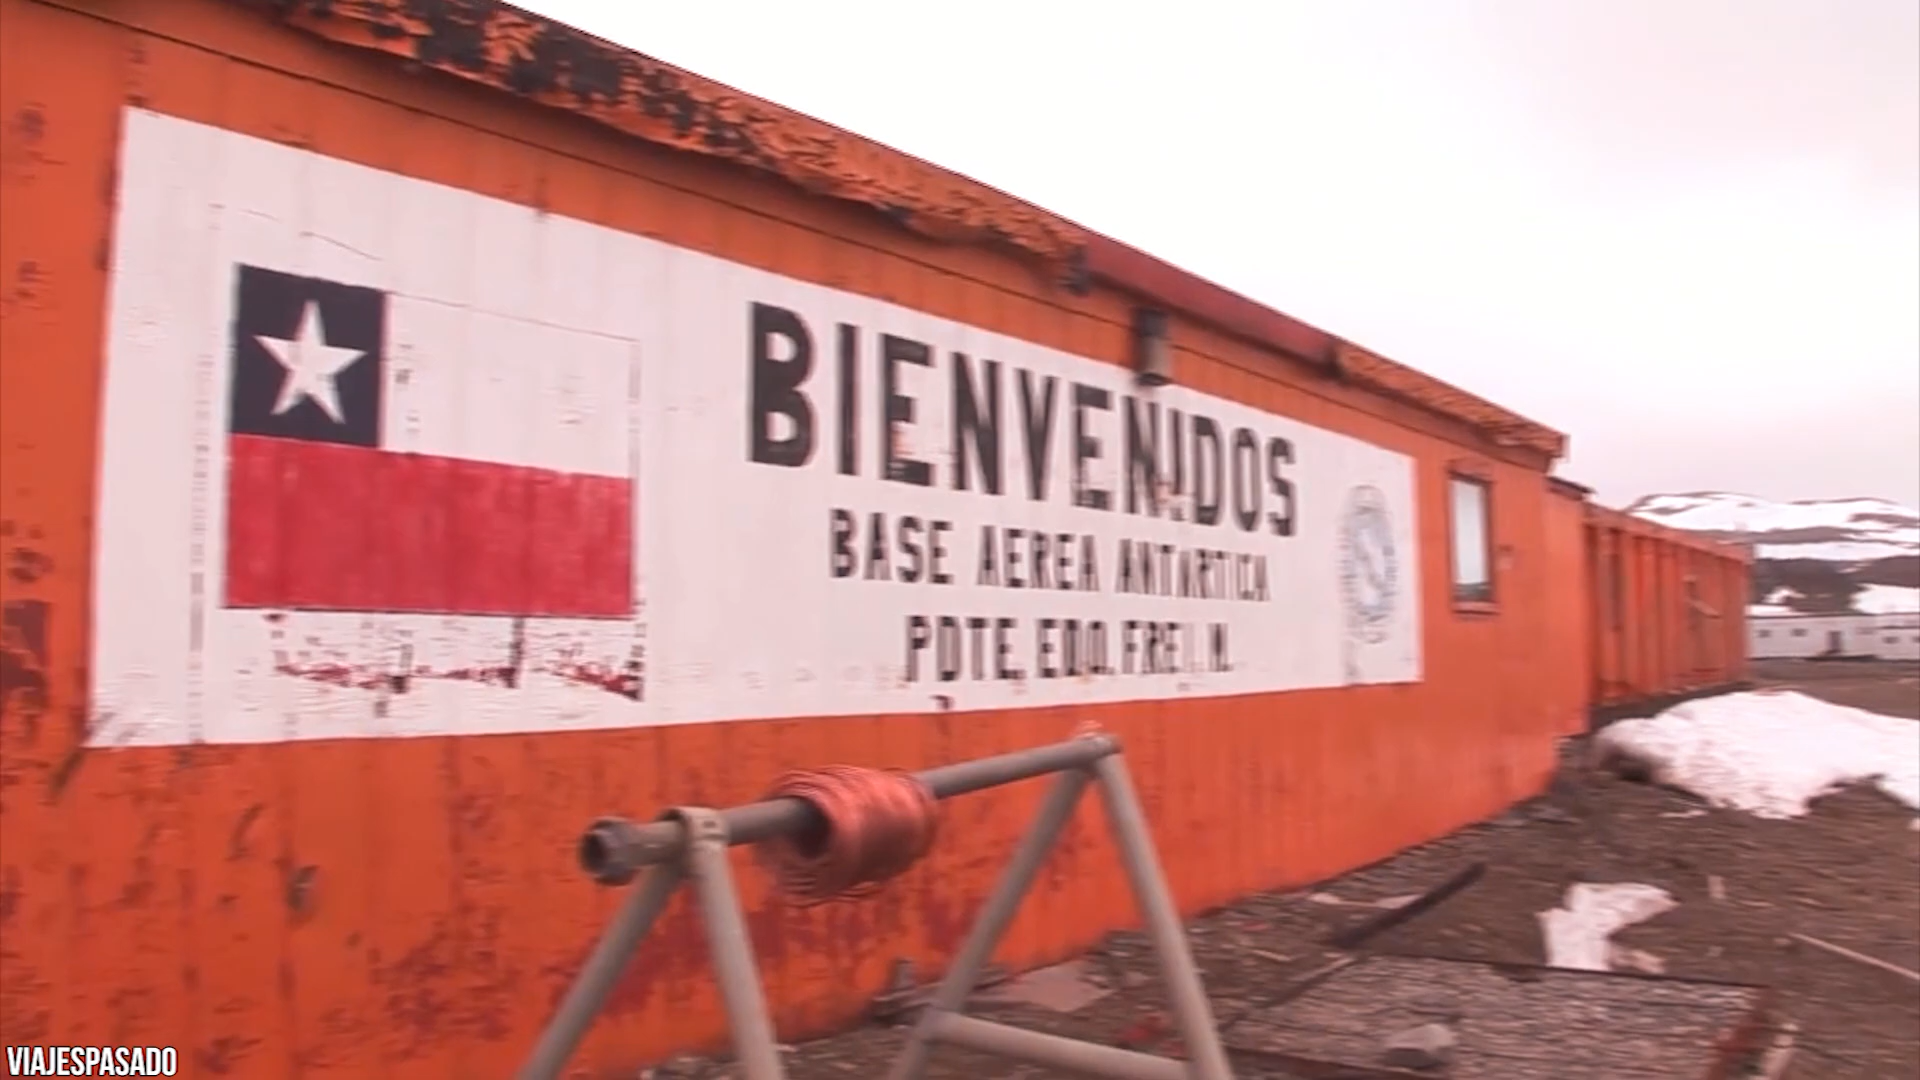 BIENVENIDOS
BASE AEREA ANTARTICA
PDTE. EDO. FREI. M.
VIAJESPASADO